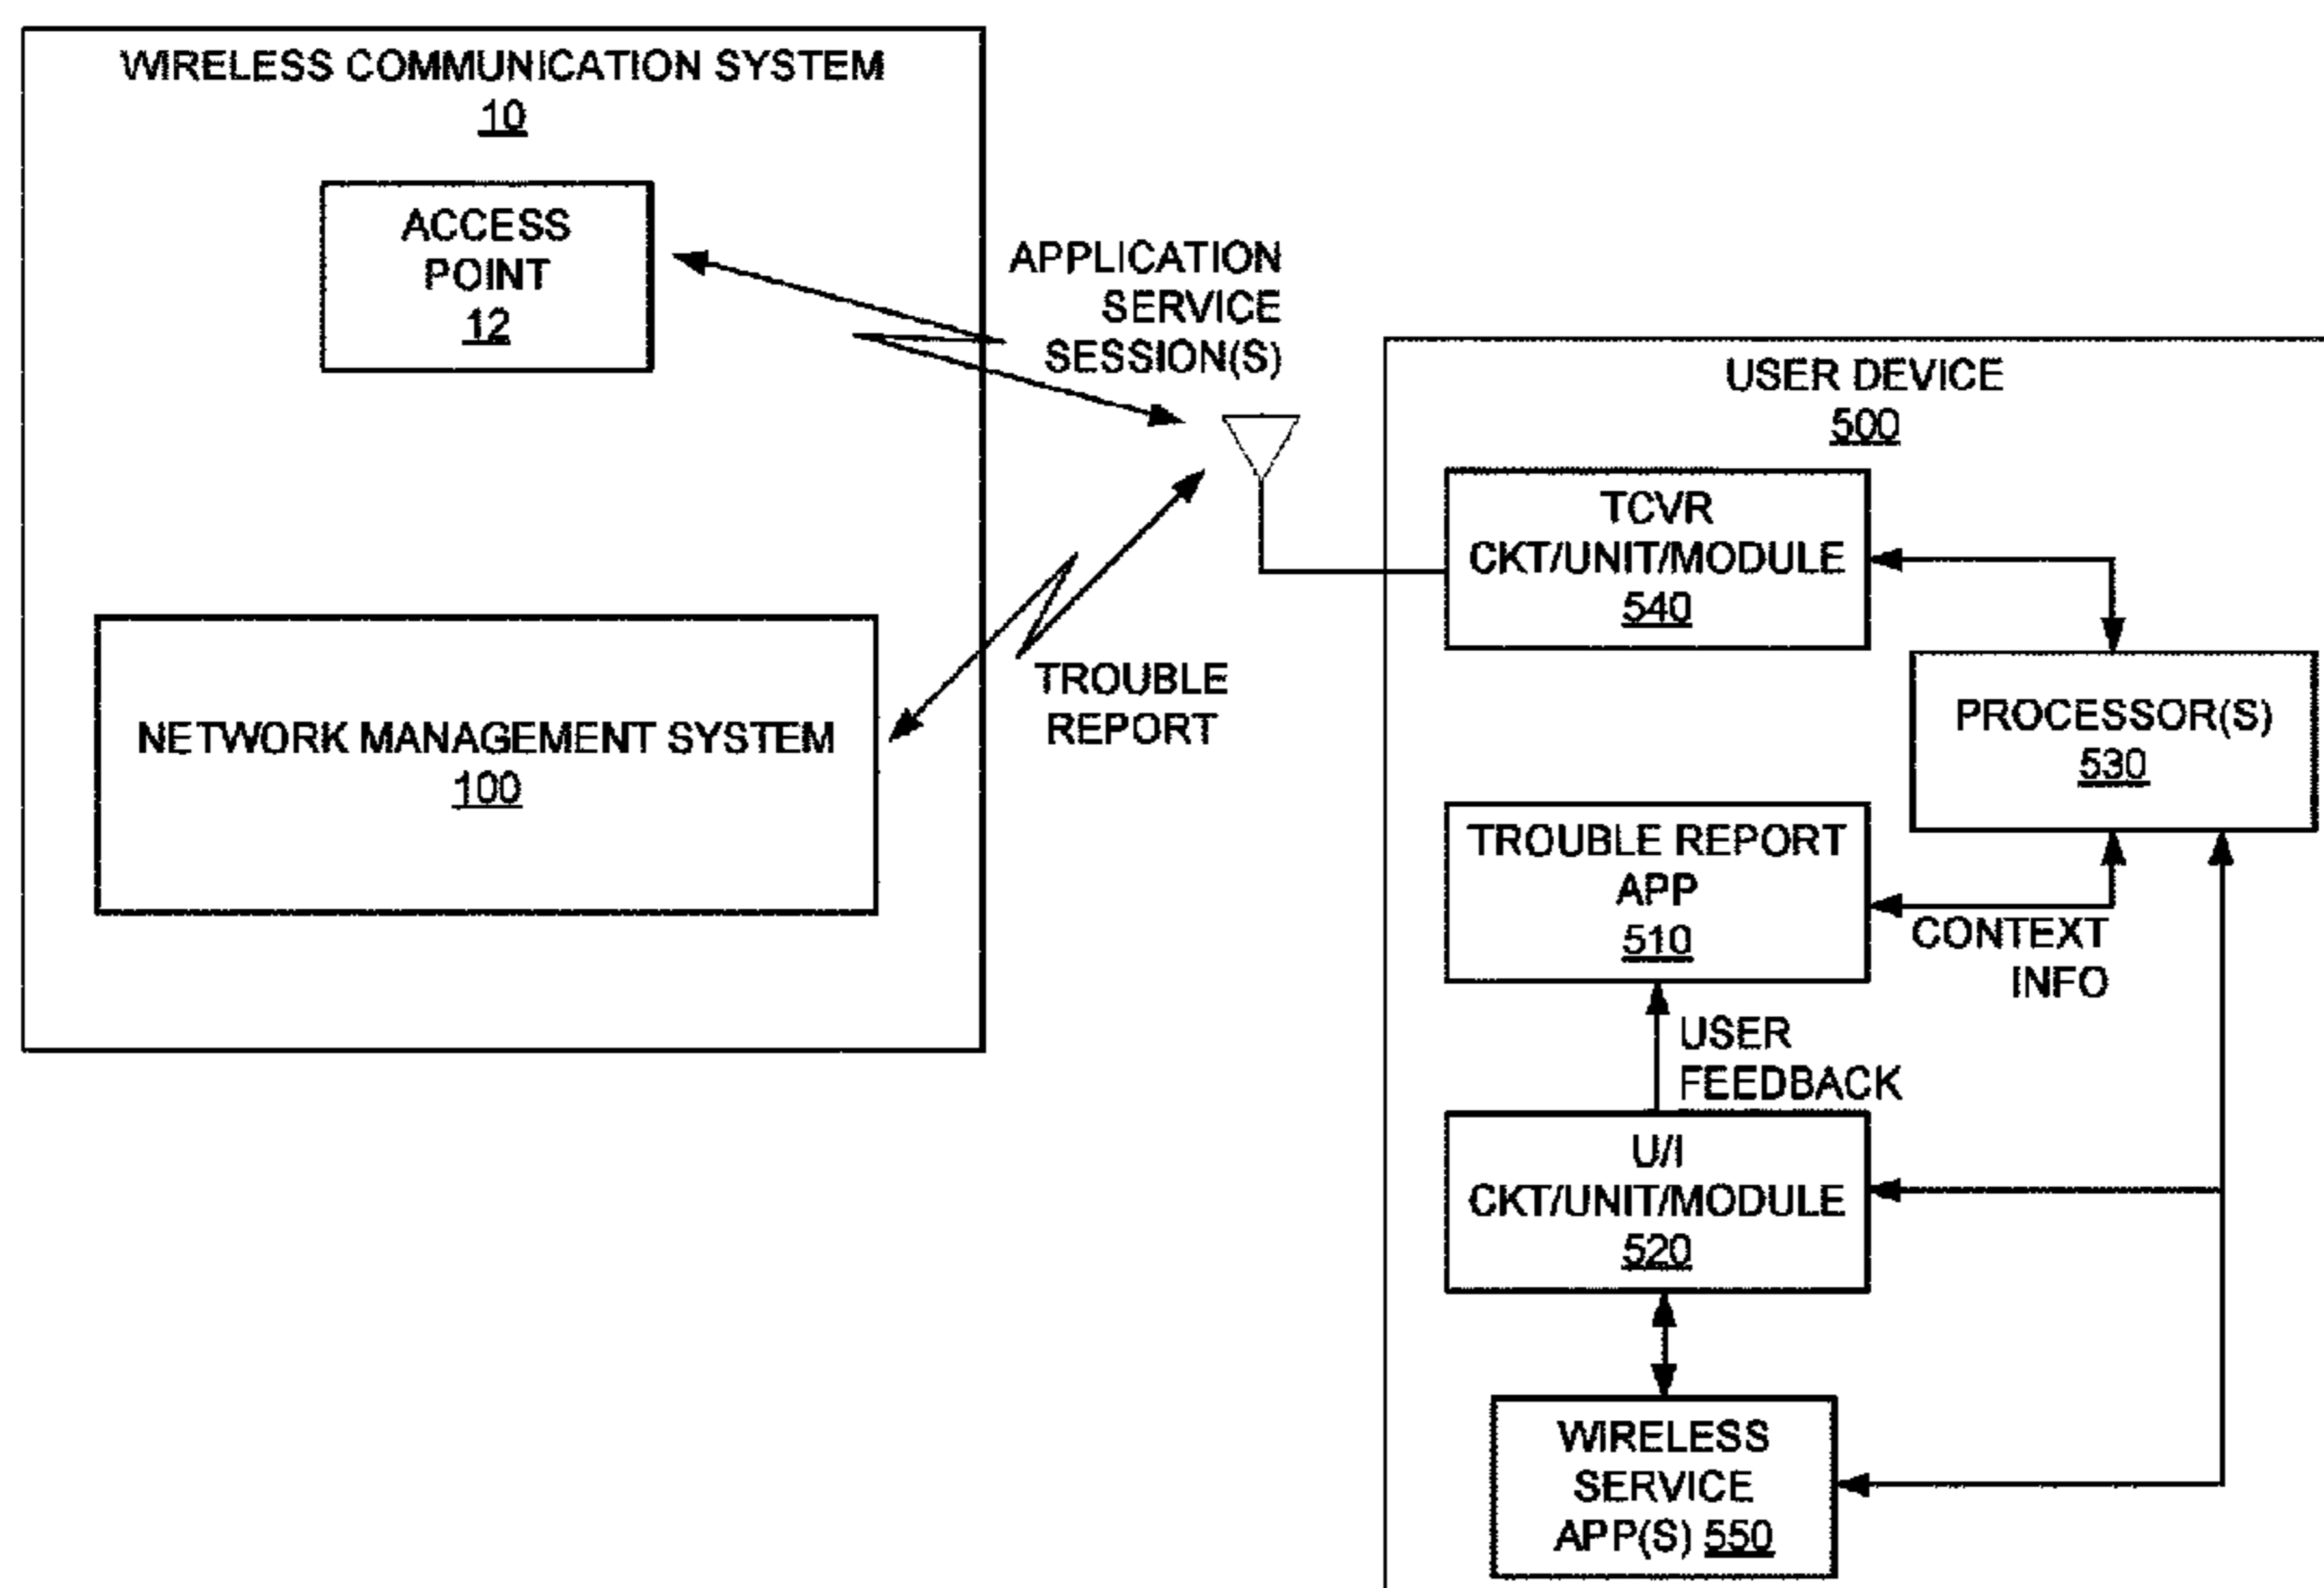 WIRELESS COMMUNICATION SYSTEM
10
ACCESS
POINT
12
NETWORK MANAGEMENT SYSTEM
100
APPLICATION
SERVICE
SESSION(S)
TROUBLE
REPORT
USER DEVICE
500
TCVR
CKT/UNIT/MODULE
540
PROCESSOR(S)
530
TROUBLE REPORT
APP
510
CONTEXT
INFO
USER
FEEDBACK
U/I
CKT/UNIT/MODULE
520
WIRELESS
SERVICE
APP(S) 550